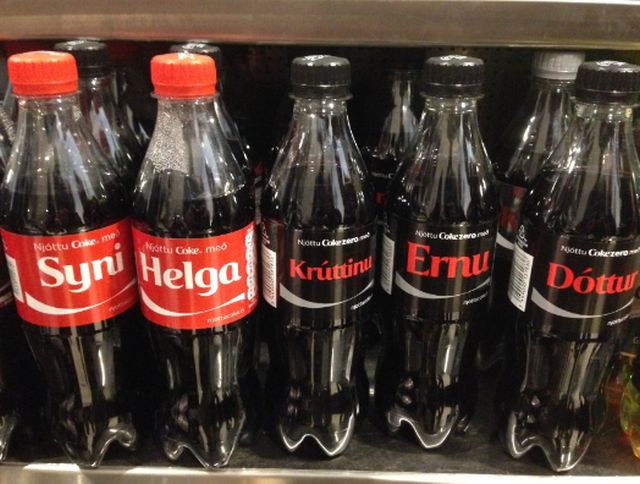 Njóttu Coke. með
Syni
Njóttu Coke. með
Helga
Njóttu Coke zero með
Krúttinu
Njóttu Coke zero með
Ernu
Njóttu Coke zero með
Dóttur